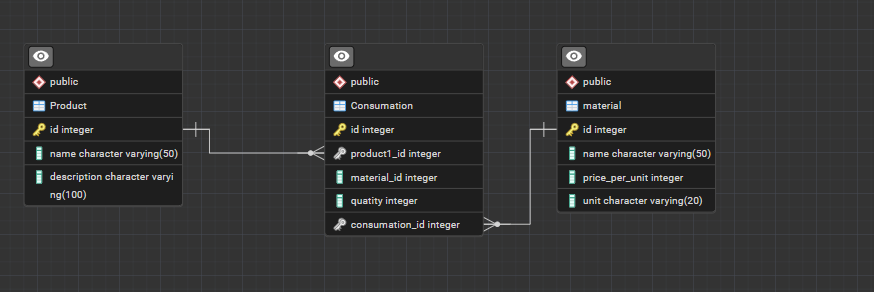 public
Product
id integer
name character varying(50)
description character varyi
ng(100)
public
Consumation
id integer
product1_id integer
material_id integer
quatity integer
consumation_id integer
public
material
id integer
name character varying(50)
price_per_unit integer
unit character varying(20)